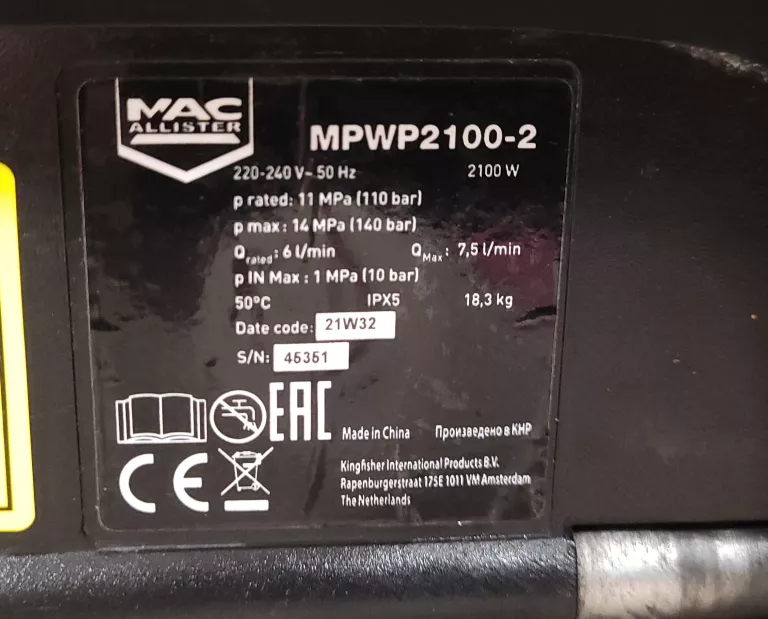 MAC
ALLISTER
MPWP2100-2
220-240 V~ 50 Hz 2100 W
p rated: 11 MPa (110 bar)
p max: 14 MPa (140 bar)
Qrated: 6 l/min QMax: 7,5 l/min
p IN Max : 1 MPa (10 bar)
50°C IPX5 18,3 kg
Date code: 21W32
S/N: 45351
EAC
Made in China Произведено в КНР
CE
Kingfisher International Products B.V.
Rapenburgerstraat 175E 1011 VM Amsterdam
The Netherlands